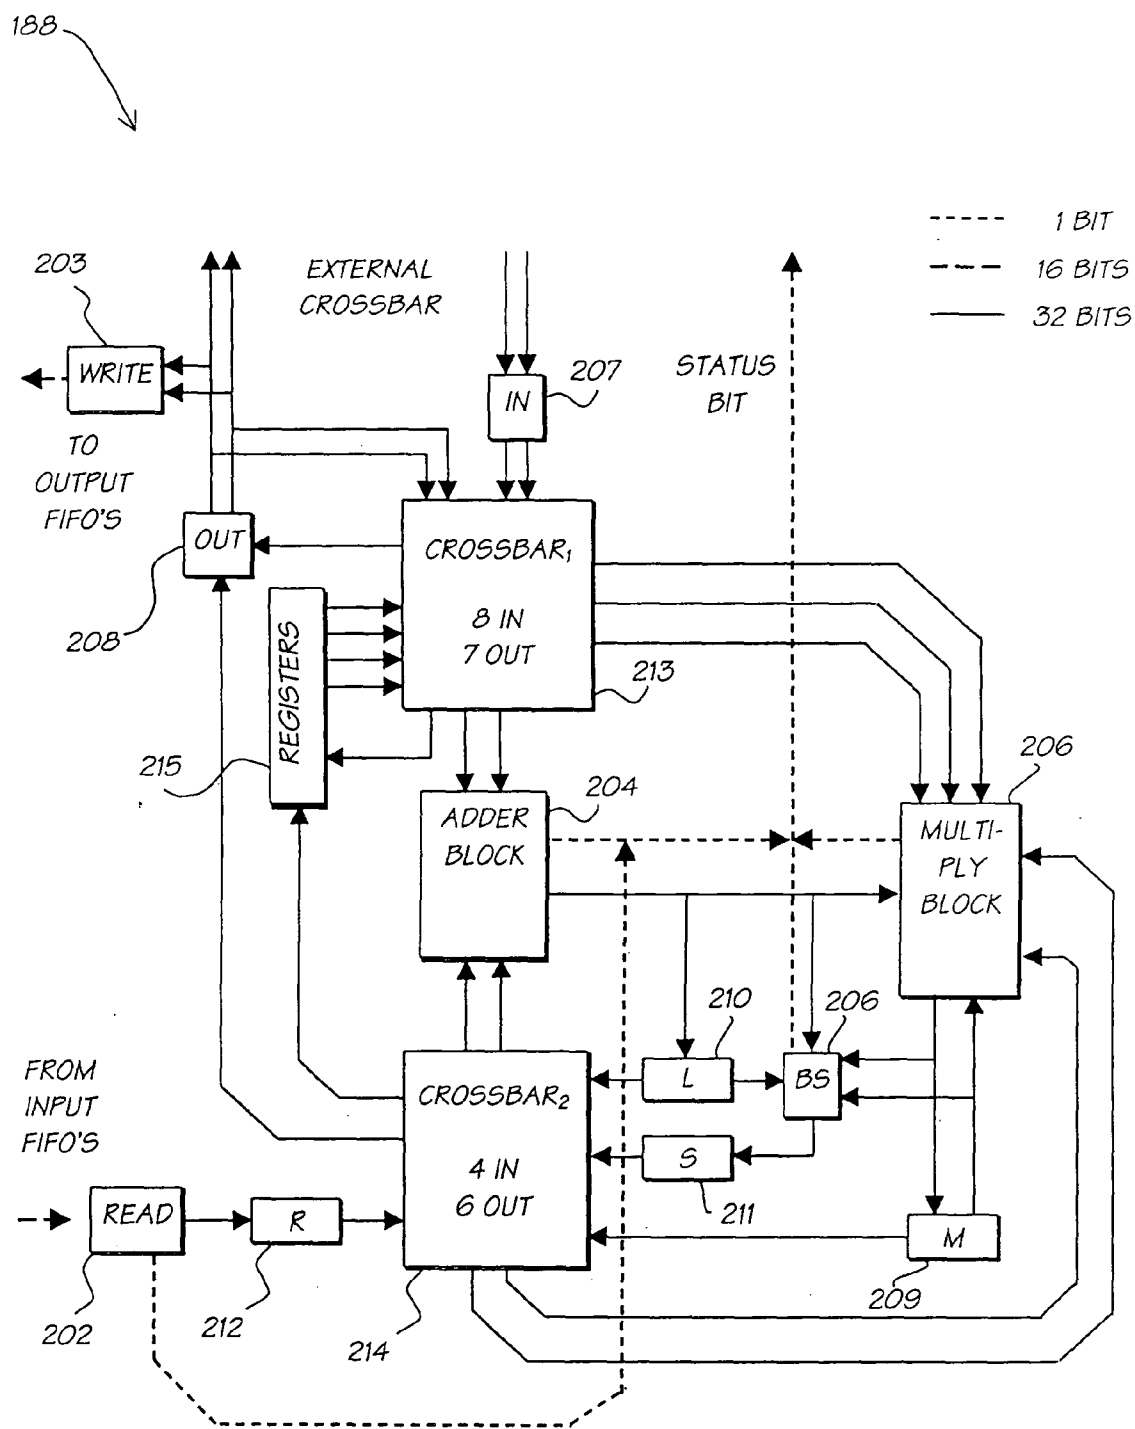 188
1 BIT
16 BITS
32 BITS
203
EXTERNAL
CROSSBAR
WRITE
207
IN
STATUS
BIT
TO
OUTPUT
FIFO'S
OUT
208
CROSSBAR₁
8 IN
7 OUT
213
REGISTERS
215
204
ADDER
BLOCK
206
MULTI-
PLY
BLOCK
210
206
L
BS
FROM
INPUT
FIFO'S
CROSSBAR₂
4 IN
6 OUT
S
211
READ
R
M
209
202
212
214